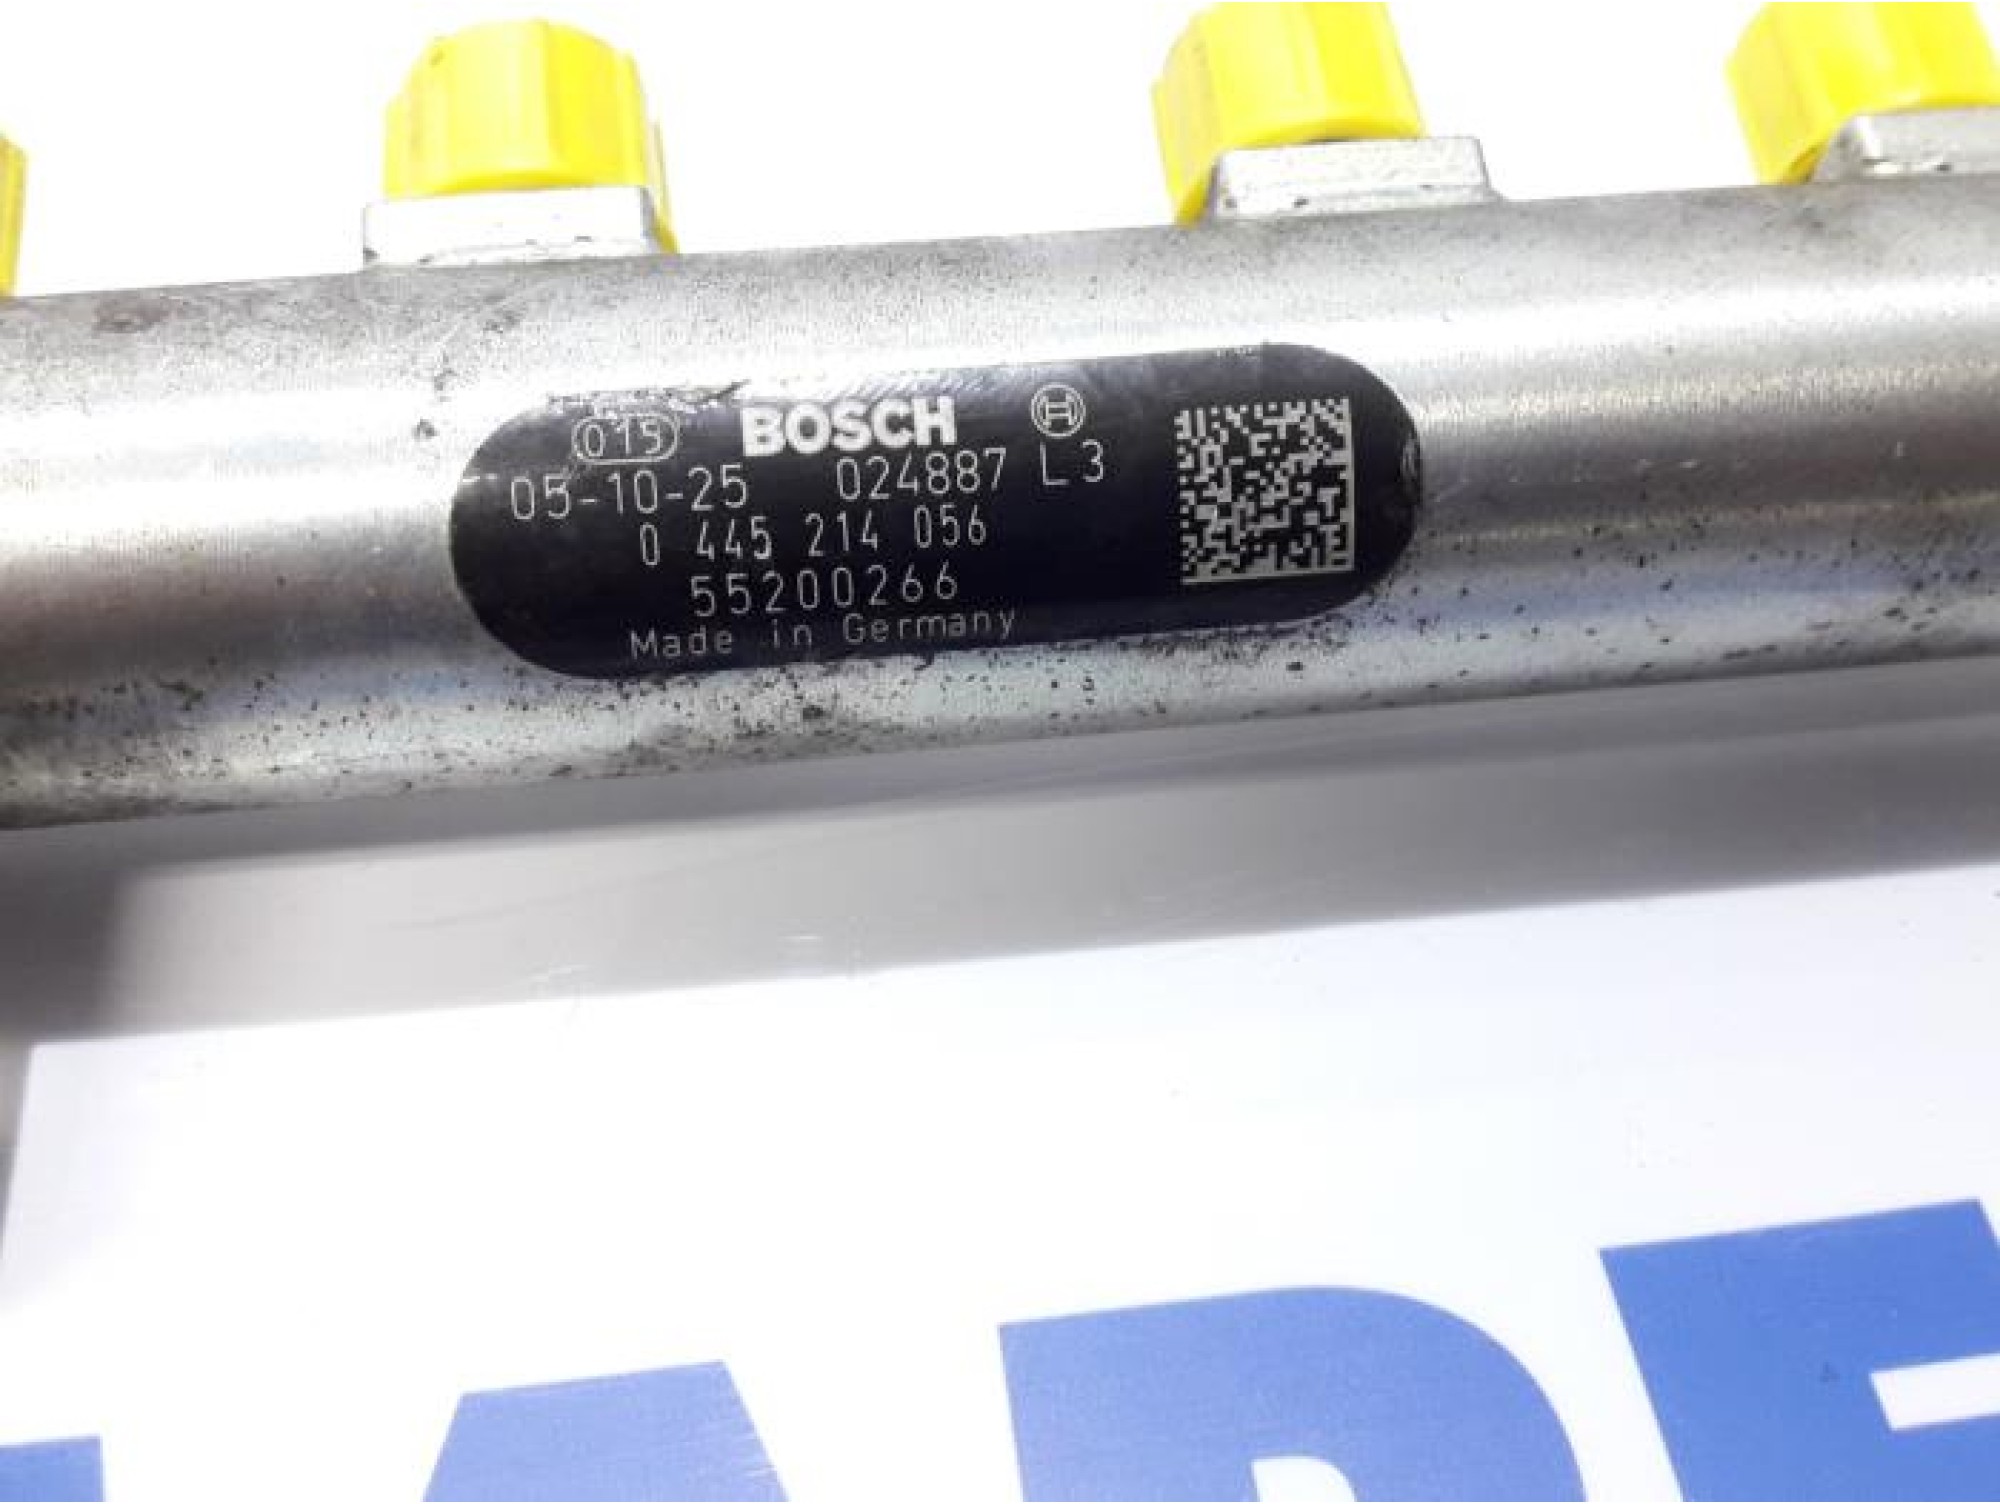 015 BOSCH
05-10-25 024887 L3
0 445 214 056
55200266
Made in Germany